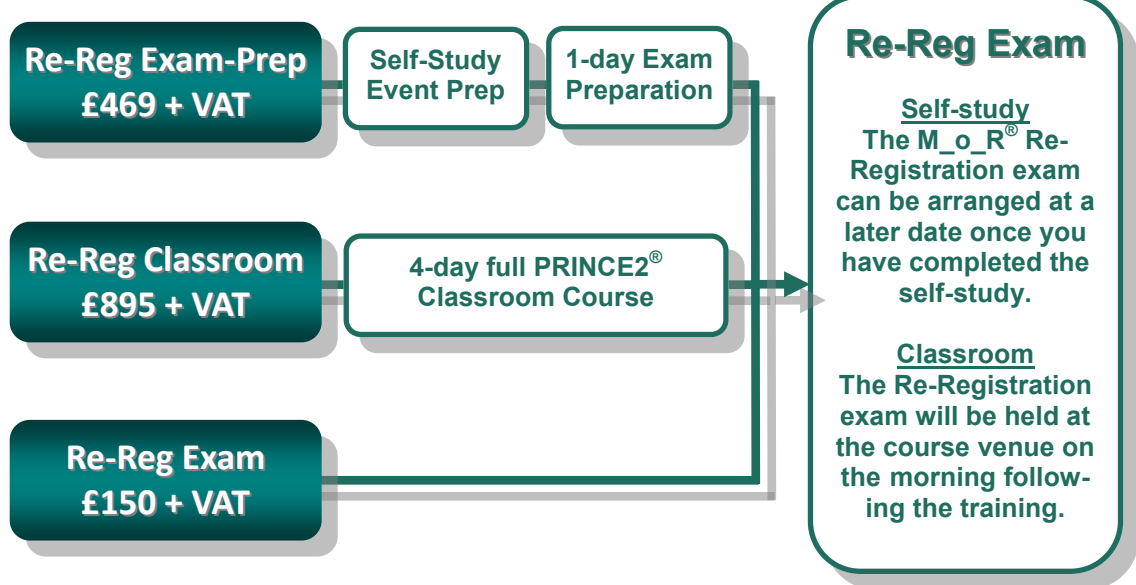 Re-Reg Exam-Prep
£469 + VAT
Self-Study
Event Prep
1-day Exam
Preparation
Re-Reg Classroom
£895 + VAT
4-day full PRINCE2®
Classroom Course
Re-Reg Exam
£150 + VAT
Re-Reg Exam
Self-study
The M_o_R® Re-
Registration exam
can be arranged at a
later date once you
have completed the
self-study.
Classroom
The Re-Registration
exam will be held at
the course venue on
the morning follow-
ing the training.